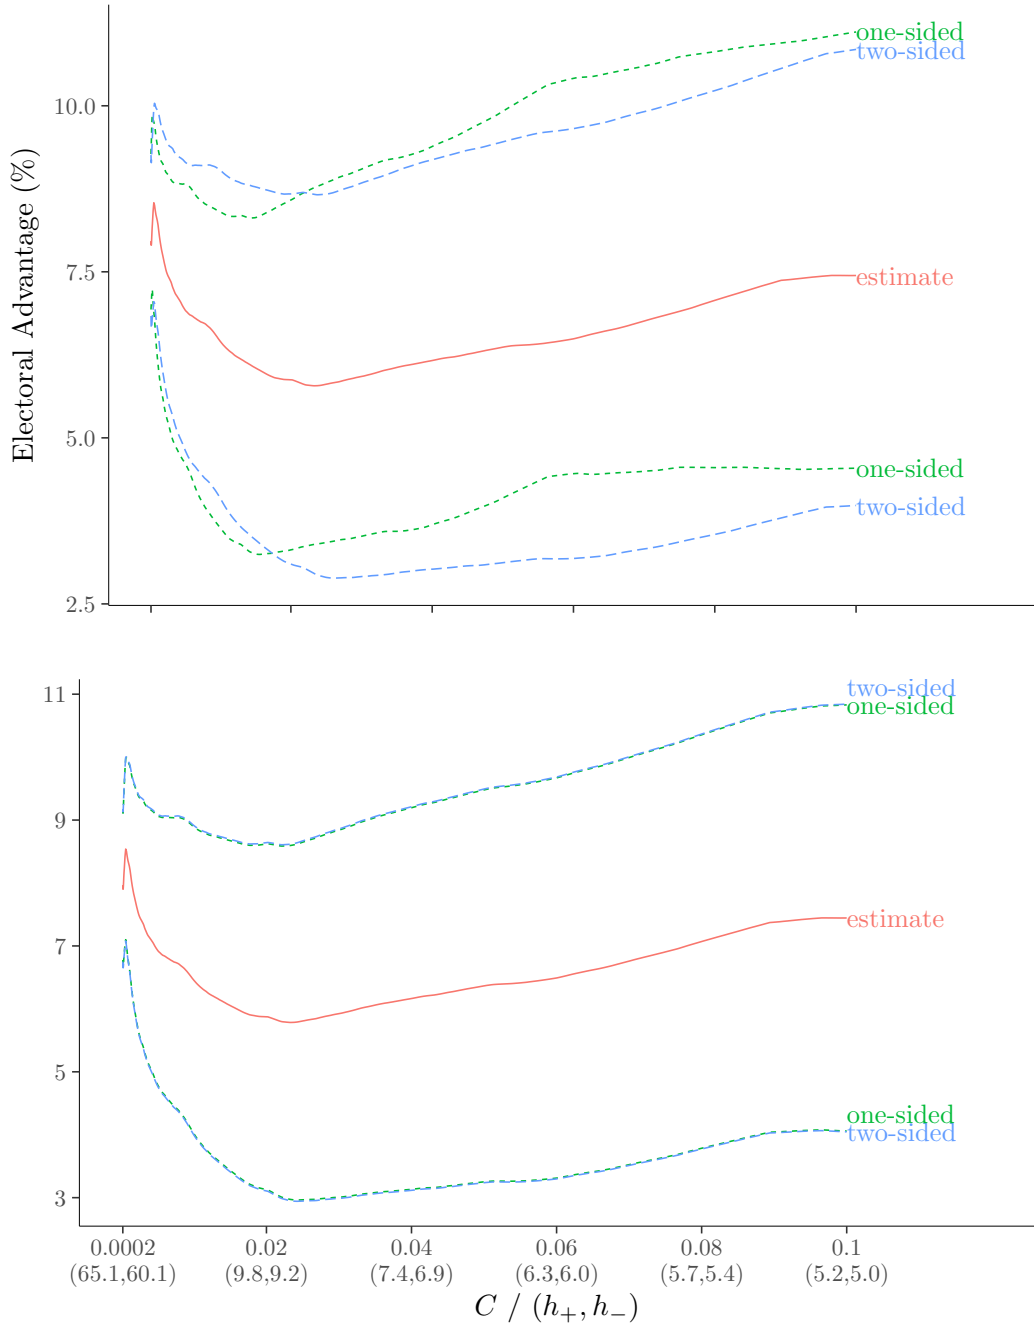 one-sided
two-sided
10.0
7.5
estimate
Electoral Advantage (%)
5.0
one-sided
two-sided
2.5
11
two-sided
one-sided
9
estimate
7
5
one-sided
two-sided
3
0.0002 0.02 0.04 0.06 0.08 0.1
(65.1,60.1) (9.8,9.2) (7.4,6.9) (6.3,6.0) (5.7,5.4) (5.2,5.0)
C / (h₊, h₋)